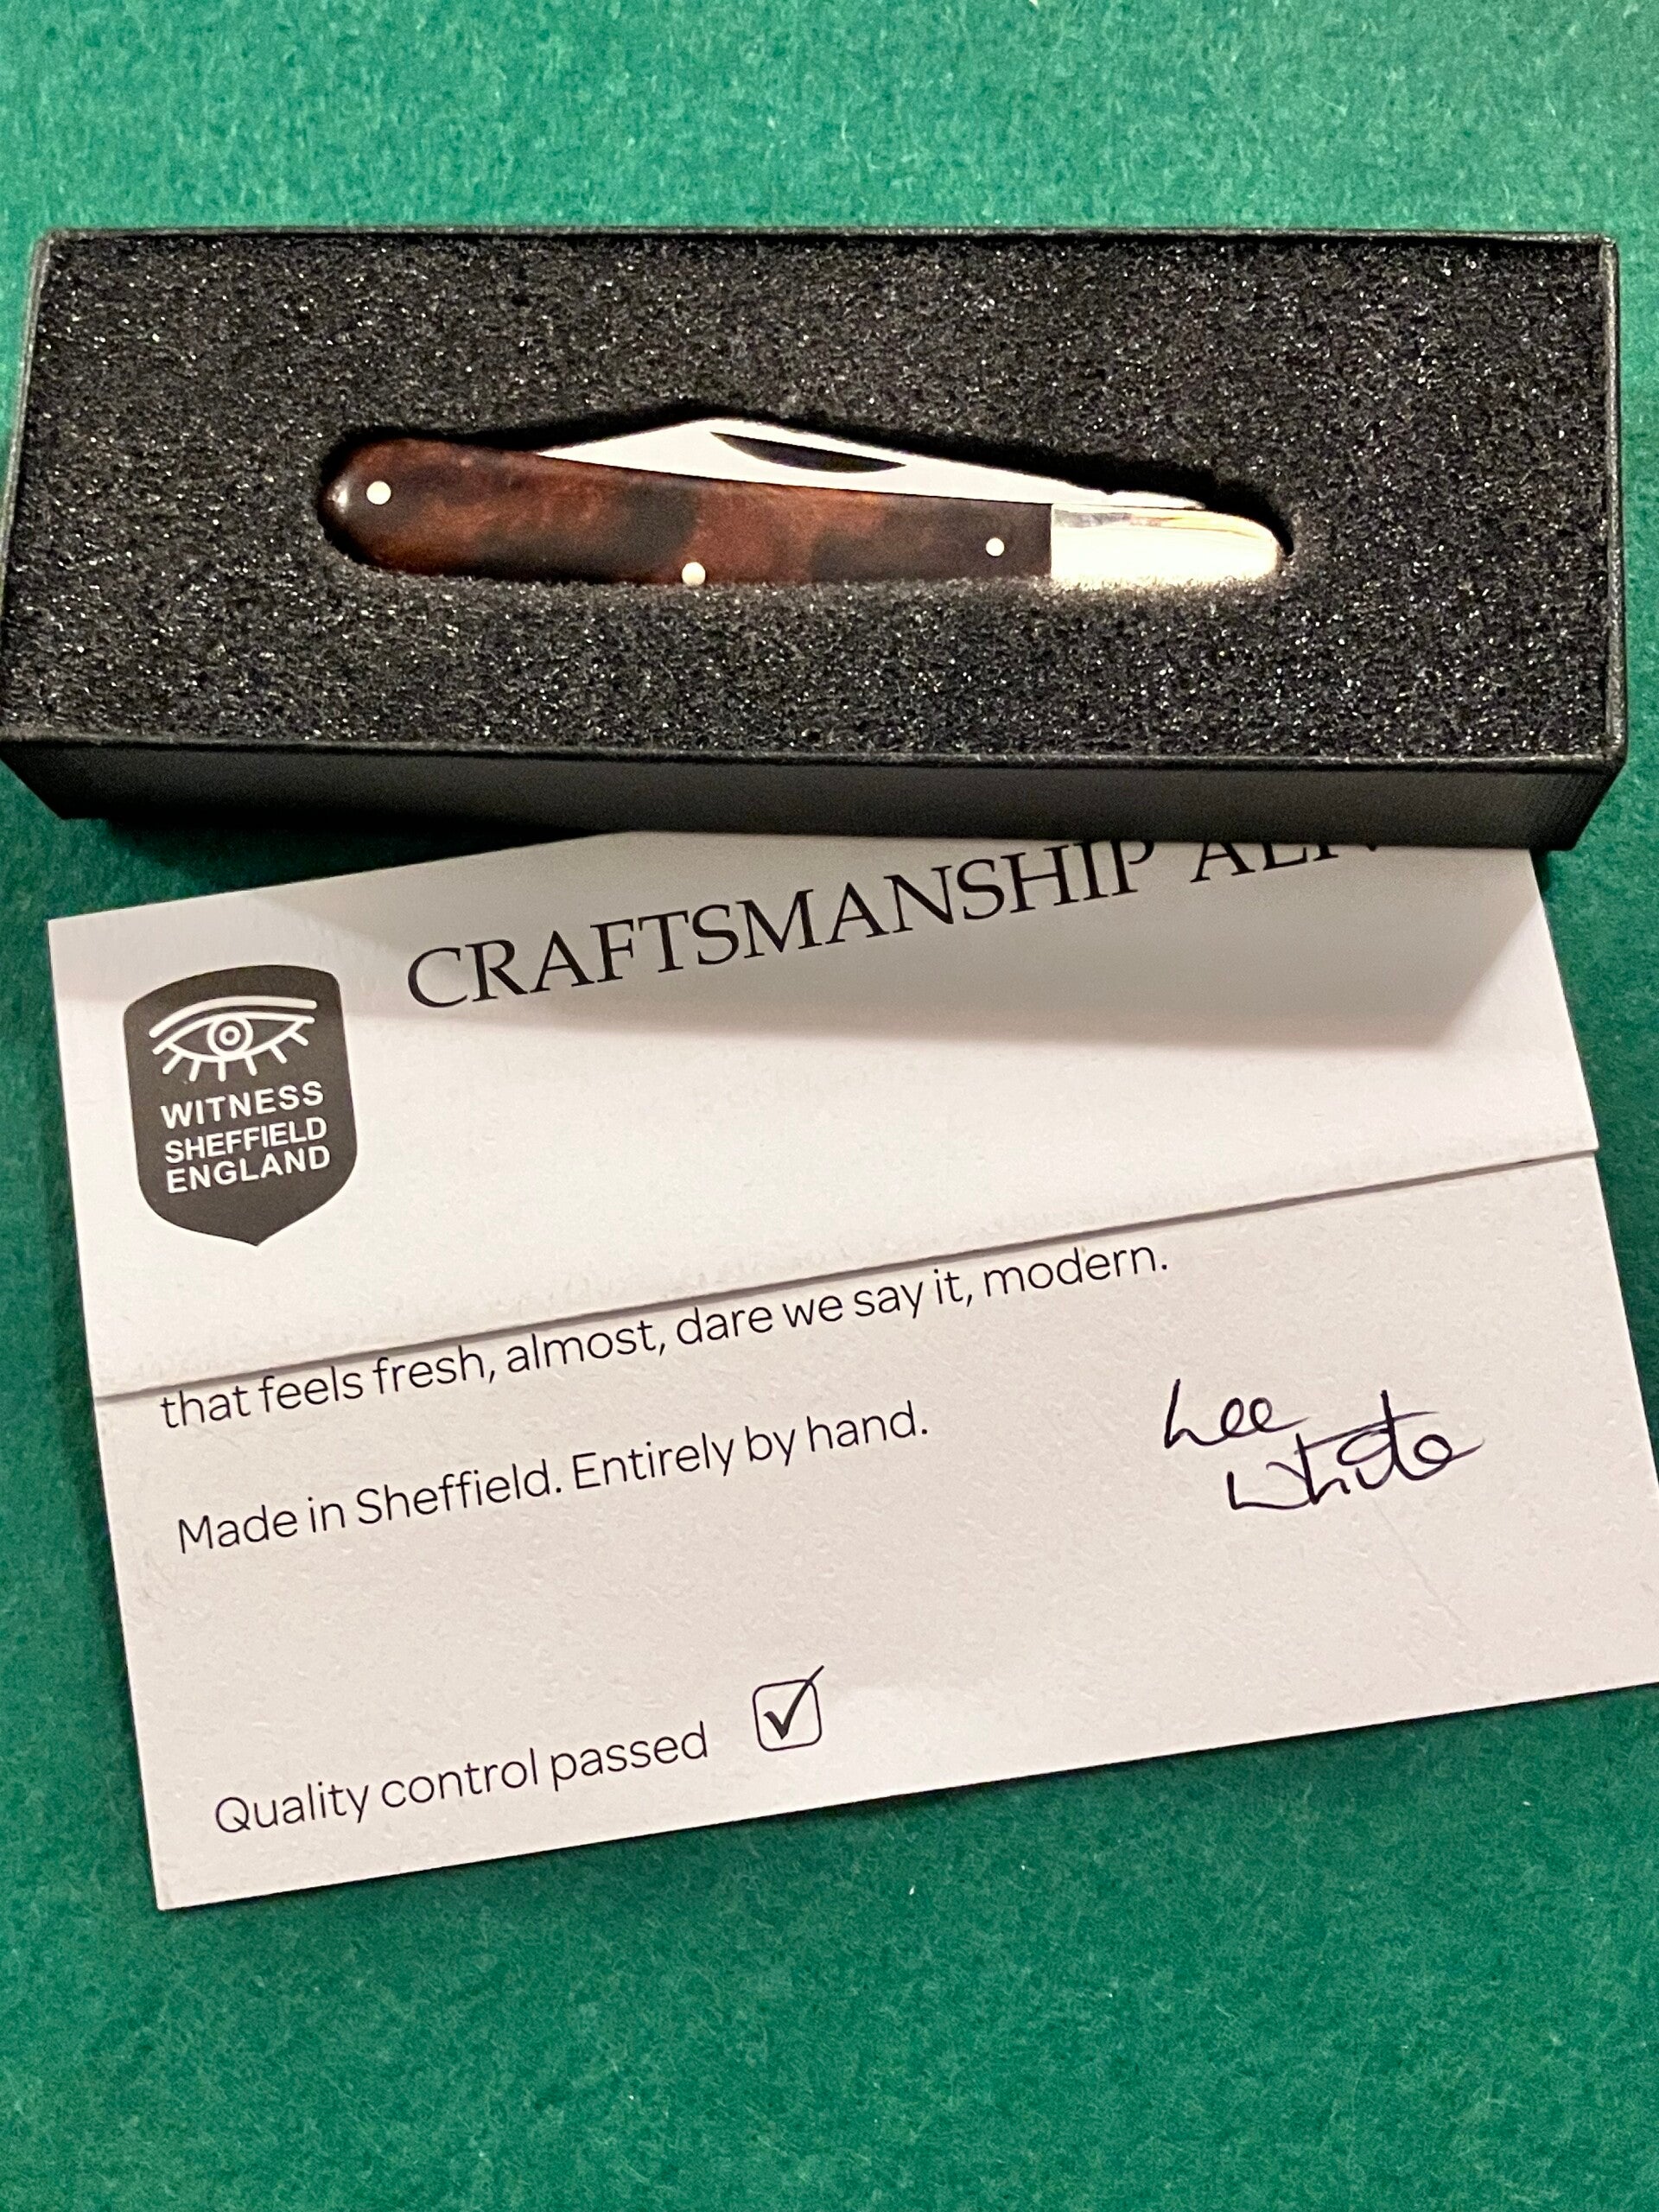 CRAFTSMANSHIP
WITNESS
SHEFFIELD
ENGLAND
that feels fresh, almost, dare we say it, modern.
Made in Sheffield. Entirely by hand.
Lee
White
Quality control passed